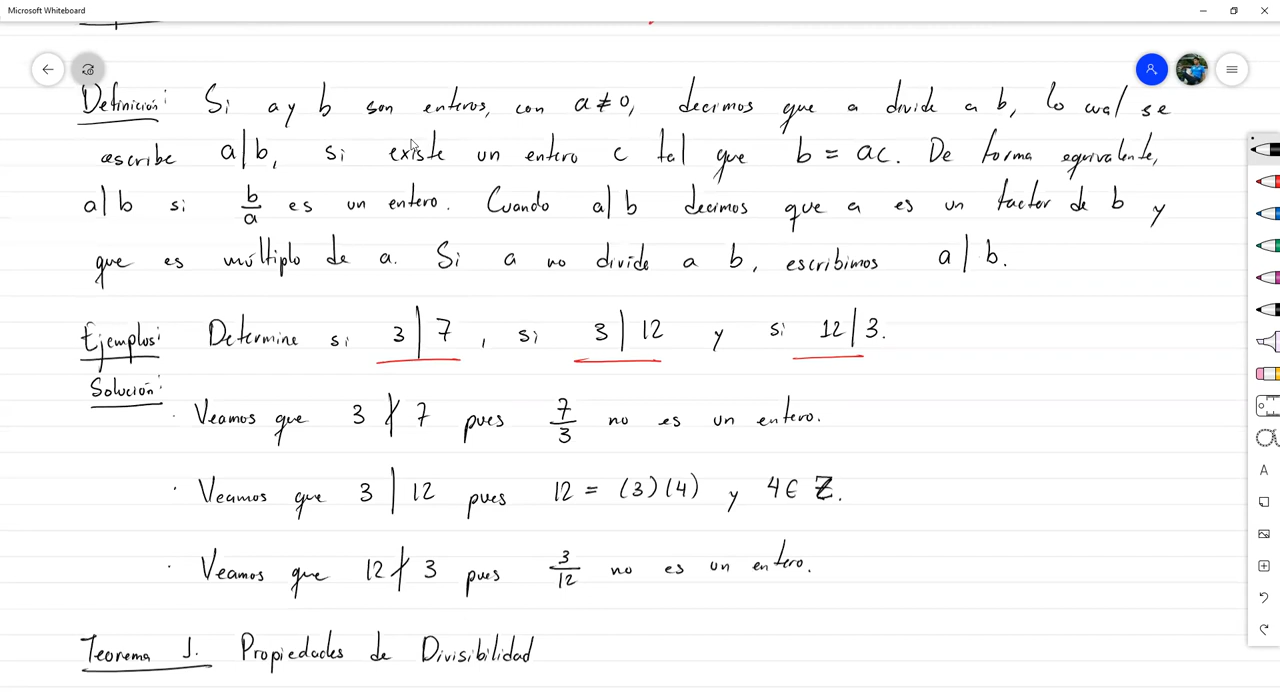 Microsoft Whiteboard
Definición: Si a y b son enteros, con a ≠ 0, decimos que a divide a b, lo cual se
escribe a|b, si existe un entero c tal que b = ac. De forma equivalente,
a|b si b/a es un entero. Cuando a|b decimos que a es un factor de b y
que es múltiplo de a. Si a no divide a b, escribimos a | b.
Ejemplos: Determine si 3 | 7, si 3 | 12 y si 12 | 3.
Solución:
· Veamos que 3 ∤ 7 pues 7/3 no es un entero.
· Veamos que 3 | 12 pues 12 = (3)(4) y 4 ∈ ℤ.
· Veamos que 12 ∤ 3 pues 3/12 no es un entero.
Teorema 1. Propiedades de Divisibilidad